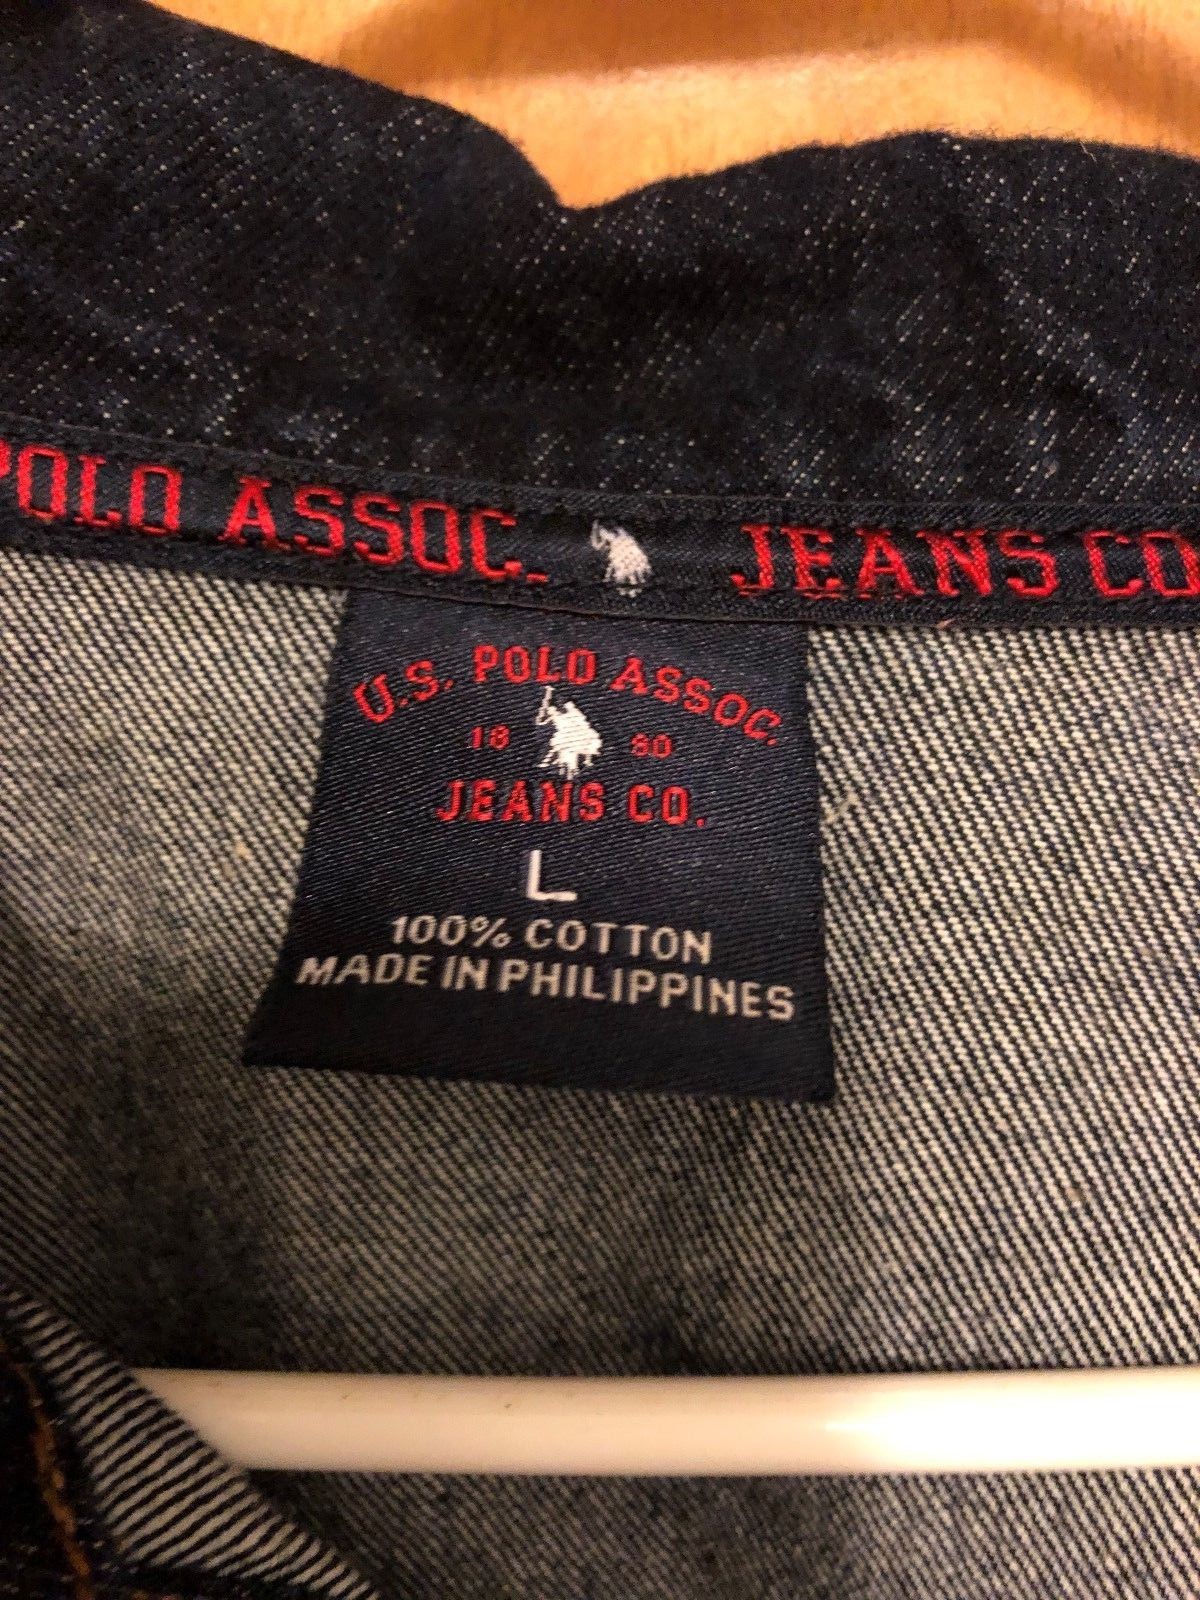 POLO ASSOC. JEANS CO
U.S. POLO ASSOC.
18 90
JEANS CO.
L
100% COTTON
MADE IN PHILIPPINES